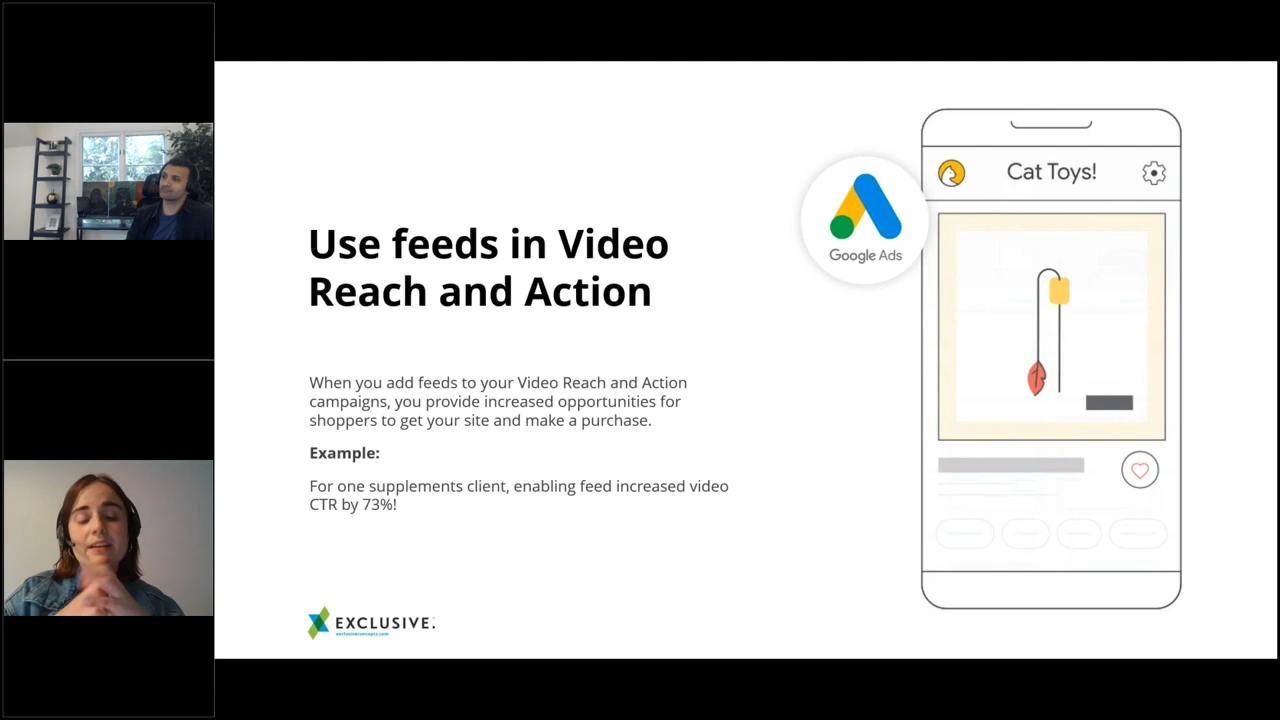 Use feeds in Video
Reach and Action
When you add feeds to your Video Reach and Action
campaigns, you provide increased opportunities for
shoppers to get your site and make a purchase.
Example:
For one supplements client, enabling feed increased video
CTR by 73%!
EXCLUSIVE.
exclusiveconcepts.com
Google Ads
Cat Toys!